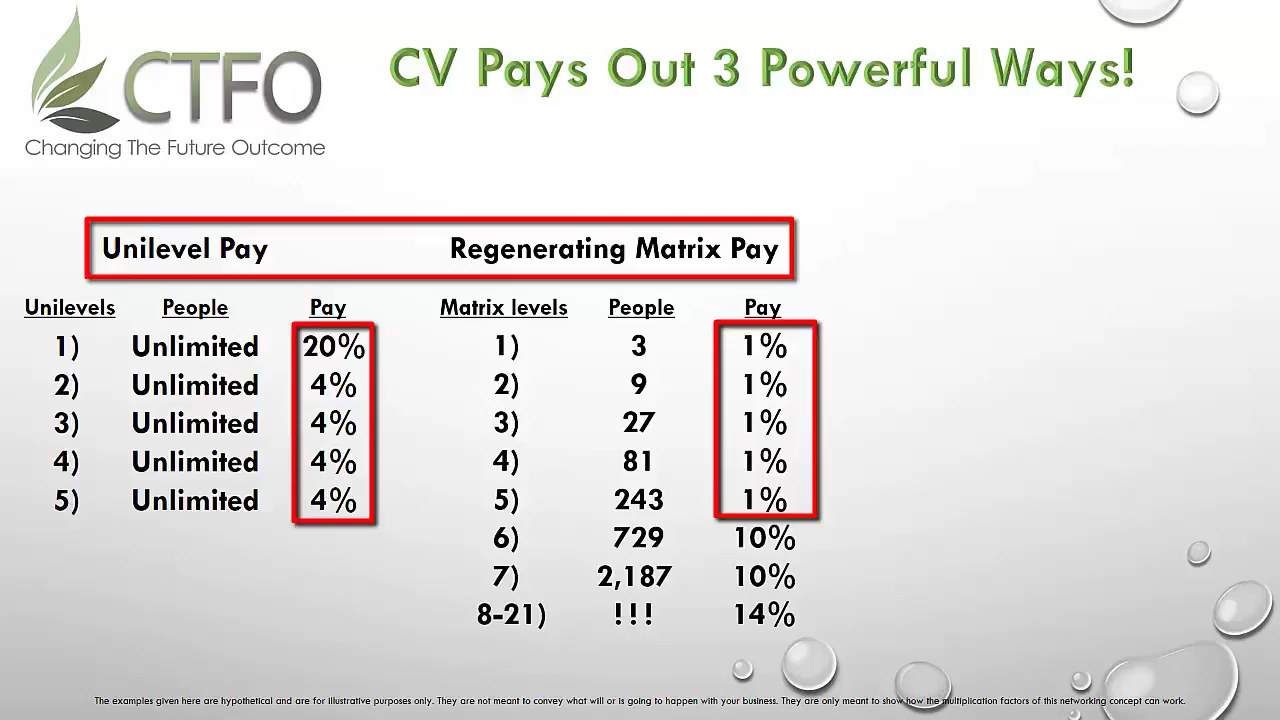 CTFO
Changing The Future Outcome
CV Pays Out 3 Powerful Ways!
Unilevel Pay Regenerating Matrix Pay
Unilevels People Pay Matrix levels People Pay
1) Unlimited 20% 1) 3 1%
2) Unlimited 4% 2) 9 1%
3) Unlimited 4% 3) 27 1%
4) Unlimited 4% 4) 81 1%
5) Unlimited 4% 5) 243 1%
6) 729 10%
7) 2,187 10%
8-21) !!! 14%
The examples given here are hypothetical and are for illustrative purposes only. They are not meant to convey what will or is going to happen with your business. They are only meant to show how the multiplication factors of this networking concept can work.